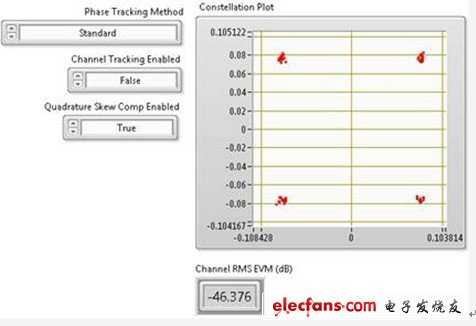 Phase Tracking Method
Standard
Channel Tracking Enabled
False
Quadrature Skew Comp Enabled
True
Constellation Plot
0.105122
0.08
0.06
0.04
0.02
0
-0.02
-0.04
-0.06
-0.08
-0.104167
-0.108428
0
0.103814
Channel RMS EVM (dB)
-46.376
elecfans.com 电子发烧友